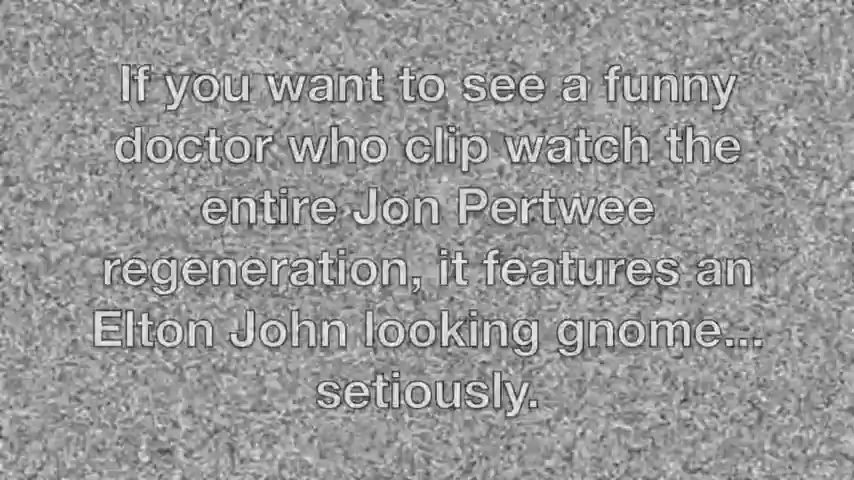 If you want to see a funny
doctor who clip watch the
entire Jon Pertwee
regeneration, it features an
Elton John looking gnome...
setiously.